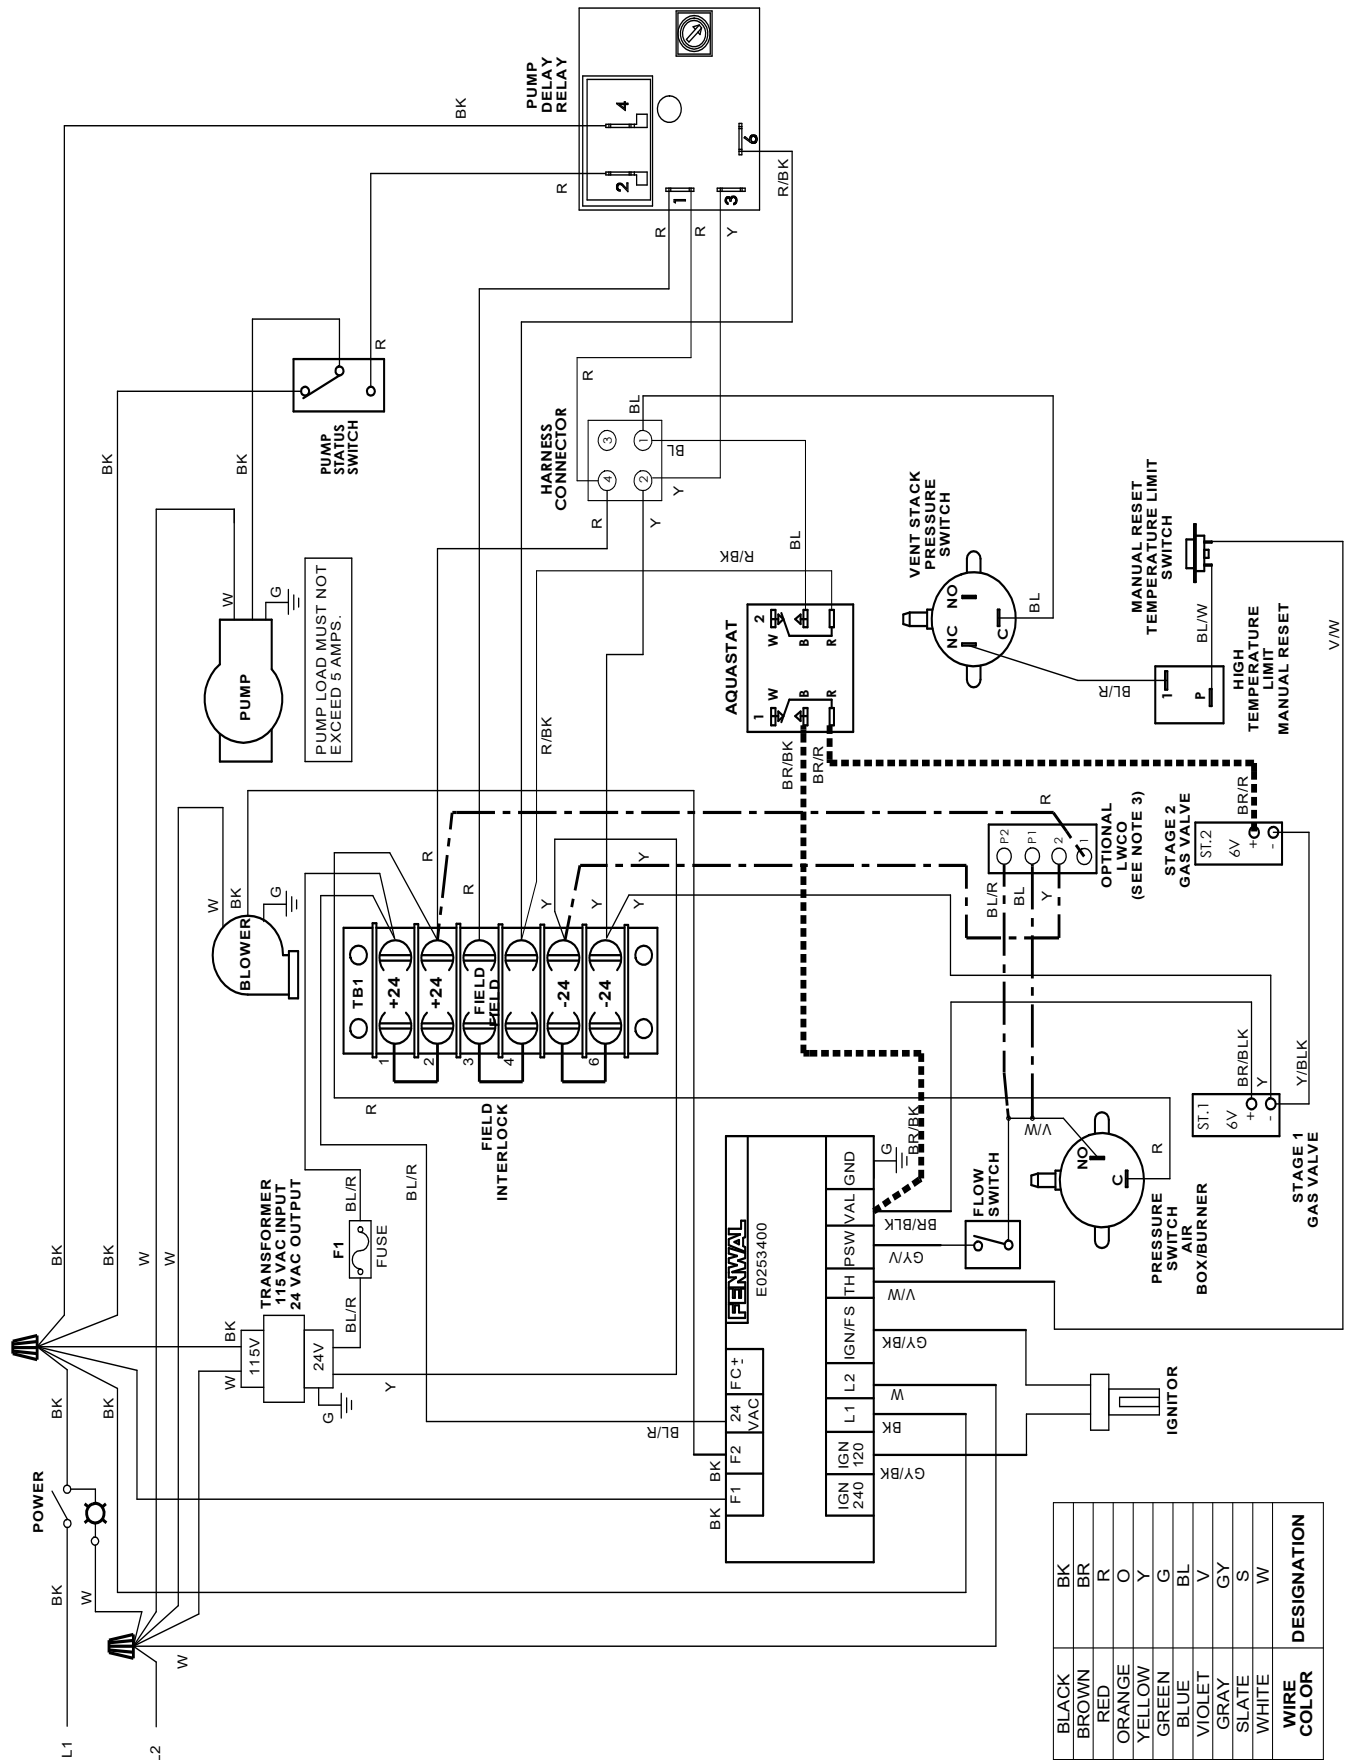 L1
L2
BK
W
POWER
BK
BK
W
BK
BK
W
W
BK
W
115V
24V
G
TRANSFORMER
115 VAC INPUT
24 VAC OUTPUT
BL/R
F1
FUSE
BL/R
Y
BLOWER
W
BK
G
PUMP
W
G
PUMP LOAD MUST NOT
EXCEED 5 AMPS.
BK
BK
BK
PUMP
STATUS
SWITCH
R
R
PUMP
DELAY
RELAY
2
4
1
3
6
R
R
Y
R/BK
R
BL/R
FIELD
INTERLOCK
TB1
1
2
3
4
6
+24
+24
FIELD
FIELD
-24
-24
R
R
R/BK
Y
Y
Y
Y
HARNESS
CONNECTOR
R
BL
4
3
2
1
R
Y
Y
BL
R/BK
BL
AQUASTAT
1
2
W
B
R
W
B
R
BR/BK
BR/R
VENT STACK
PRESSURE
SWITCH
NC
NO
C
BL
BL/R
MANUAL RESET
TEMPERATURE LIMIT
SWITCH
BL/W
1
P
HIGH
TEMPERATURE
LIMIT
MANUAL RESET
V/W
BL/R
BL
Y
P2
P1
2
1
R
OPTIONAL
LWCO
(SEE NOTE 3)
STAGE 2
GAS VALVE
ST.2
6V
+
-
BR/R
BR/BLK
Y
Y/BLK
ST.1
6V
+
-
STAGE 1
GAS VALVE
BK
BK
BL/R
F1
F2
24
VAC
FC±
FENWAL
E0253400
IGN
240
IGN
120
L1
L2
IGN/FS
TH
PSW
VAL
GND
GY/BK
BK
W
GY/BK
V/W
GY/V
BR/BLK
BR/BK
G
FLOW
SWITCH
V/W
NO
C
R
PRESSURE
SWITCH
AIR
BOX/BURNER
IGNITOR
BLACK BK
BROWN BR
RED R
ORANGE O
YELLOW Y
GREEN G
BLUE BL
VIOLET V
GRAY GY
SLATE S
WHITE W
WIRE COLOR DESIGNATION